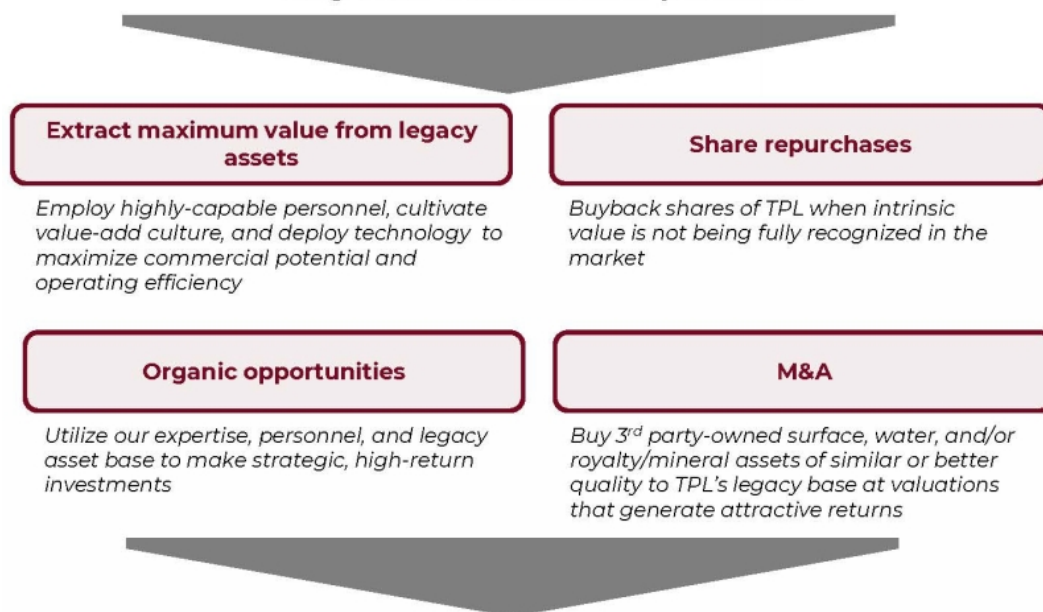 Extract maximum value from legacy
assets
Employ highly-capable personnel, cultivate
value-add culture, and deploy technology to
maximize commercial potential and
operating efficiency
Share repurchases
Buyback shares of TPL when intrinsic
value is not being fully recognized in the
market
Organic opportunities
Utilize our expertise, personnel, and legacy
asset base to make strategic, high-return
investments
M&A
Buy 3rd party-owned surface, water, and/or
royalty/mineral assets of similar or better
quality to TPL's legacy base at valuations
that generate attractive returns